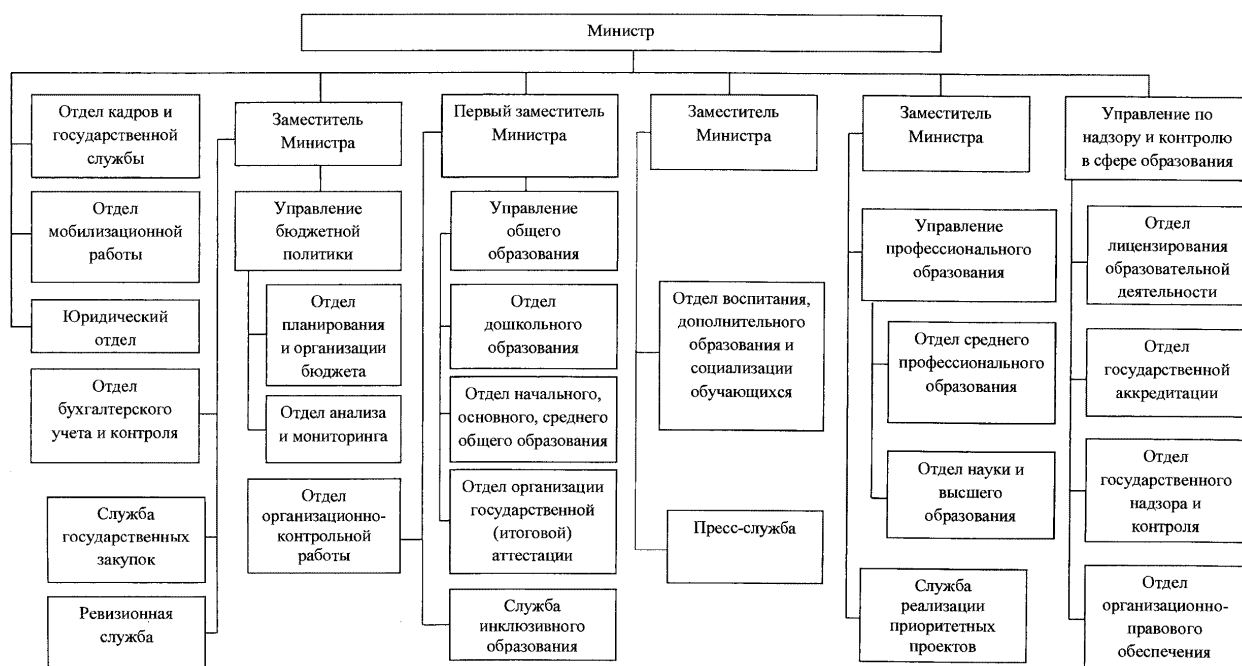 Министр
Отдел кадров и
государственной
службы
Отдел
мобилизационной
работы
Юридический
отдел
Отдел
бухгалтерского
учета и контроля
Служба
государственных
закупок
Ревизионная
служба
Заместитель
Министра
Управление
бюджетной
политики
Отдел
планирования
и организации
бюджета
Отдел анализа
и мониторинга
Отдел
организационно-
контрольной
работы
Первый заместитель
Министра
Управление
общего
образования
Отдел
дошкольного
образования
Отдел начального,
основного, среднего
общего образования
Отдел организации
государственной
(итоговой)
аттестации
Служба
инклюзивного
образования
Заместитель
Министра
Отдел воспитания,
дополнительного
образования и
социализации
обучающихся
Пресс-служба
Заместитель
Министра
Управление
профессионального
образования
Отдел среднего
профессионального
образования
Отдел науки и
высшего
образования
Служба
реализации
приоритетных
проектов
Управление по
надзору и контролю
в сфере образования
Отдел
лицензирования
образовательной
деятельности
Отдел
государственной
аккредитации
Отдел
государственного
надзора и
контроля
Отдел
организационно-
правового
обеспечения